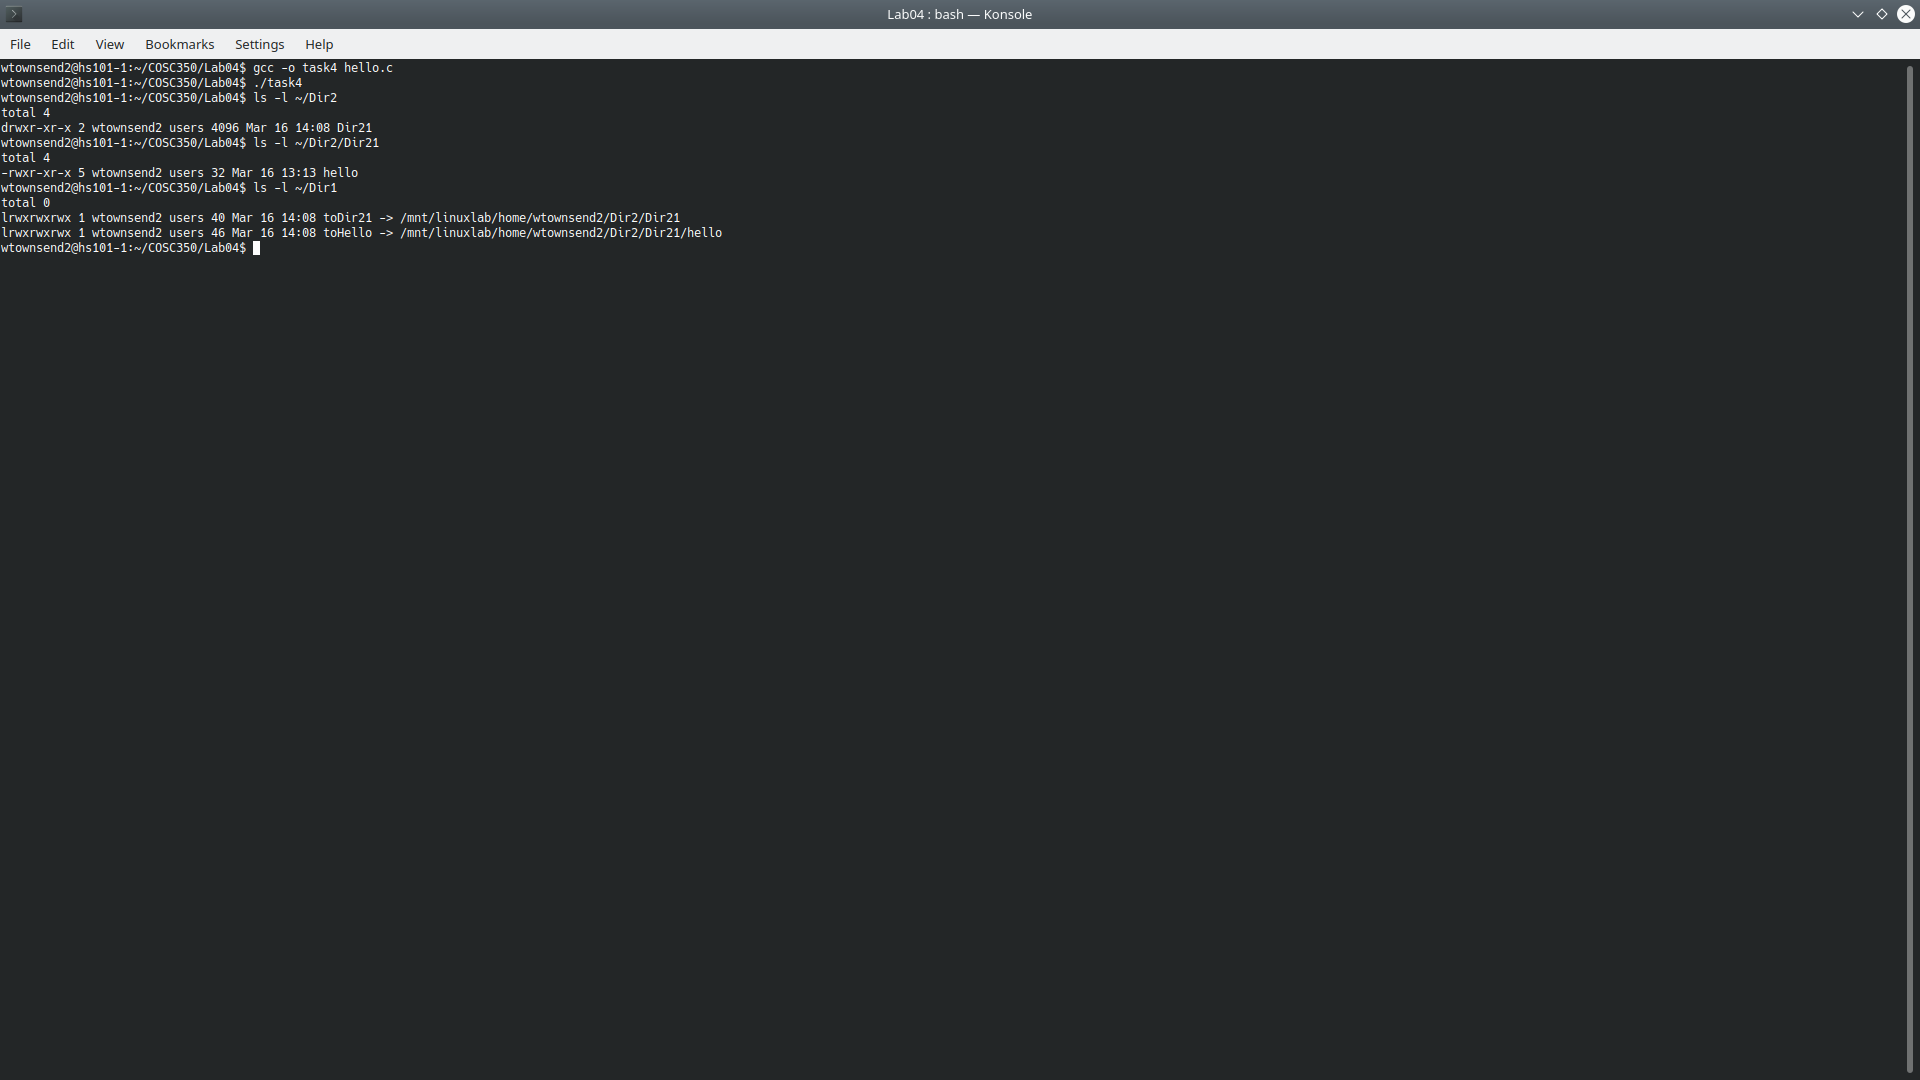 Lab04 : bash — Konsole
File Edit View Bookmarks Settings Help
wtownsend2@hs101-1:~/COSC350/Lab04$ gcc -o task4 hello.c
wtownsend2@hs101-1:~/COSC350/Lab04$ ./task4
wtownsend2@hs101-1:~/COSC350/Lab04$ ls -l ~/Dir2
total 4
drwxr-xr-x 2 wtownsend2 users 4096 Mar 16 14:08 Dir21
wtownsend2@hs101-1:~/COSC350/Lab04$ ls -l ~/Dir2/Dir21
total 4
-rwxr-xr-x 5 wtownsend2 users 32 Mar 16 13:13 hello
wtownsend2@hs101-1:~/COSC350/Lab04$ ls -l ~/Dir1
total 0
lrwxrwxrwx 1 wtownsend2 users 40 Mar 16 14:08 toDir21 -> /mnt/linuxlab/home/wtownsend2/Dir2/Dir21
lrwxrwxrwx 1 wtownsend2 users 46 Mar 16 14:08 toHello -> /mnt/linuxlab/home/wtownsend2/Dir2/Dir21/hello
wtownsend2@hs101-1:~/COSC350/Lab04$